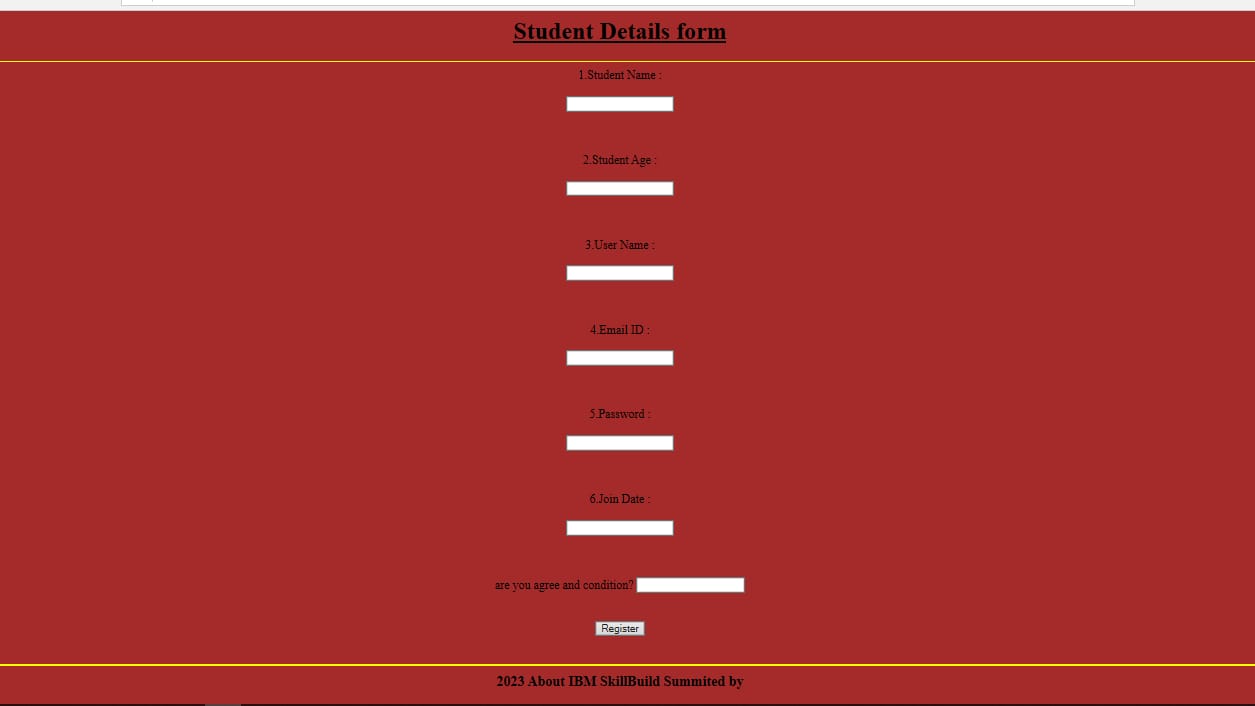 Student Details form
1.Student Name :
2.Student Age :
3.User Name :
4.Email ID :
5.Password :
6.Join Date :
are you agree and condition?
Register
2023 About IBM SkillBuild Summited by